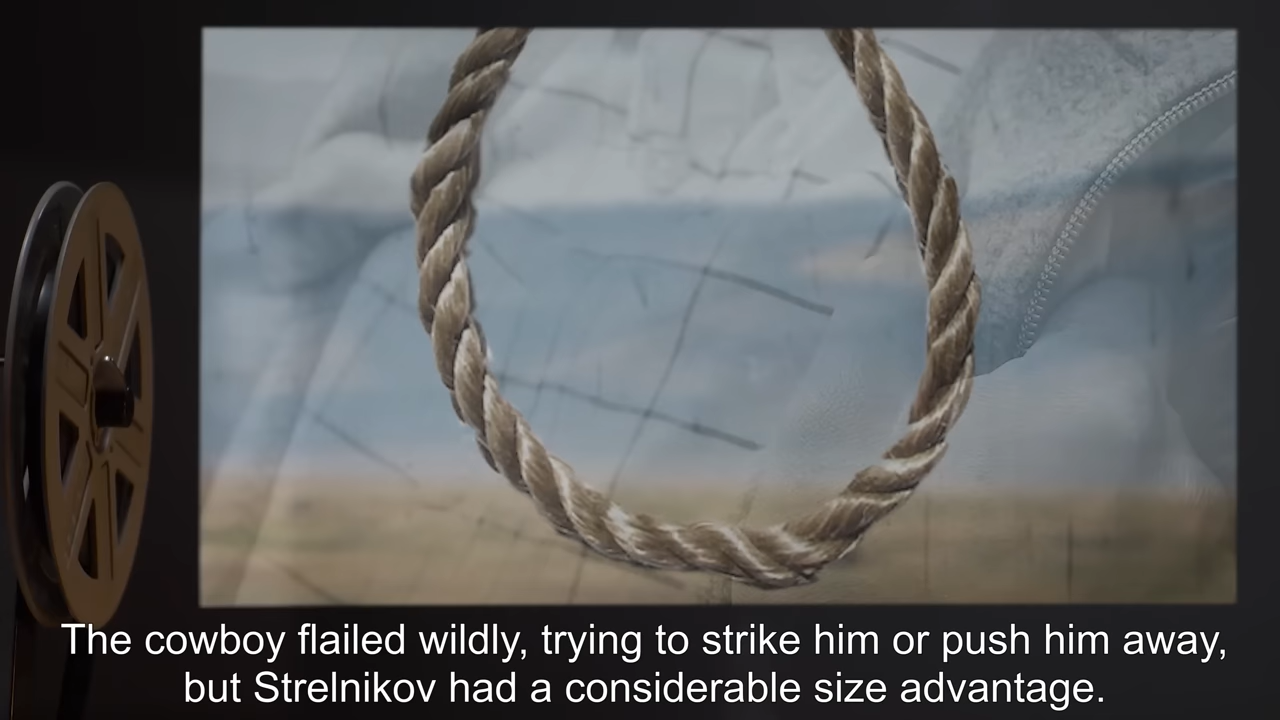 The cowboy flailed wildly, trying to strike him or push him away,
but Strelnikov had a considerable size advantage.